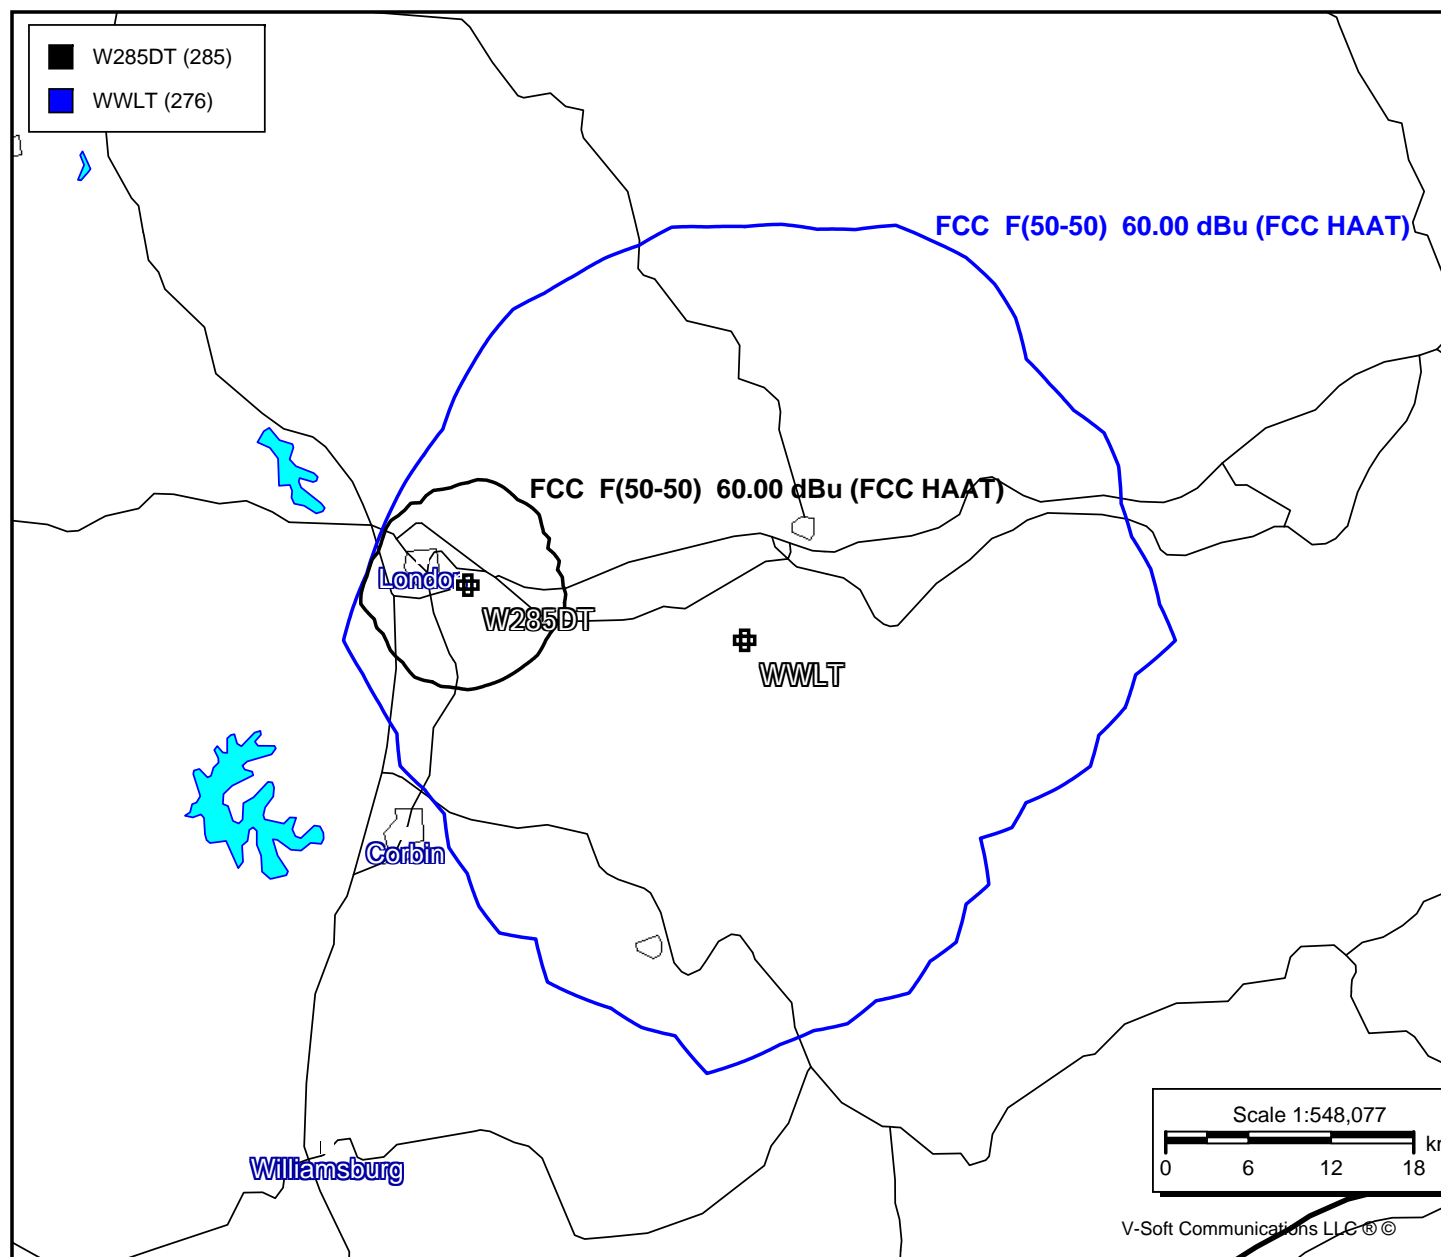 W285DT (285)
WWLT (276)
FCC F(50-50) 60.00 dBu (FCC HAAT)
FCC F(50-50) 60.00 dBu (FCC HAAT)
London
W285DT
WWLT
Corbin
Williamsburg
Scale 1:548,077
0 6 12 18
V-Soft Communications LLC ® ©